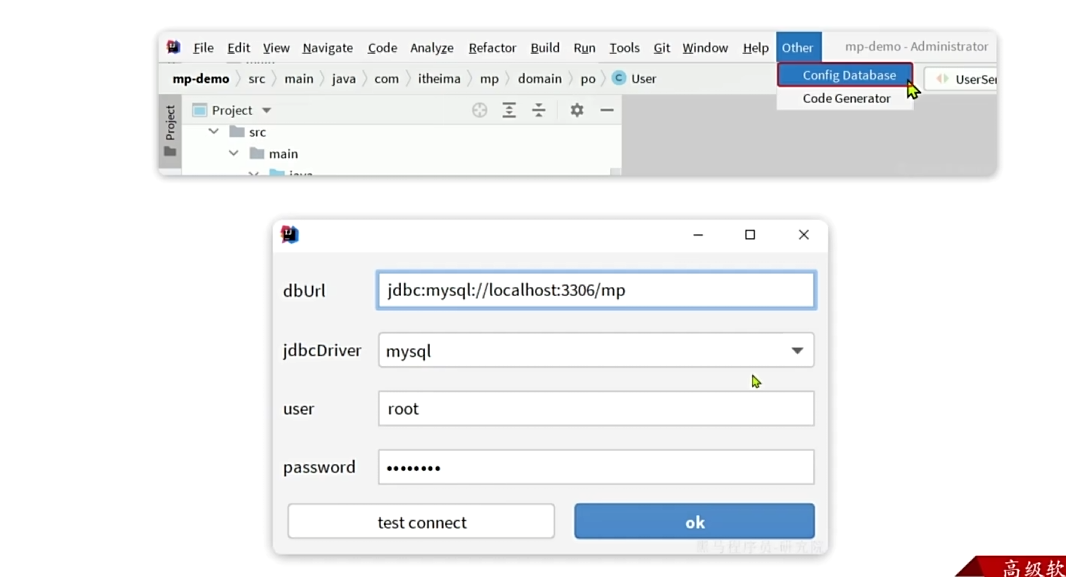 File Edit View Navigate Code Analyze Refactor Build Run Tools Git Window Help Other mp-demo - Administrator
mp-demo src main java com itheima mp domain po C User
Config Database
UserSer
Code Generator
Project
Project
src
main
java
dbUrl jdbc:mysql://localhost:3306/mp
jdbcDriver mysql
user root
password ••••••••
test connect ok
黑马程序员·研究院
高级软